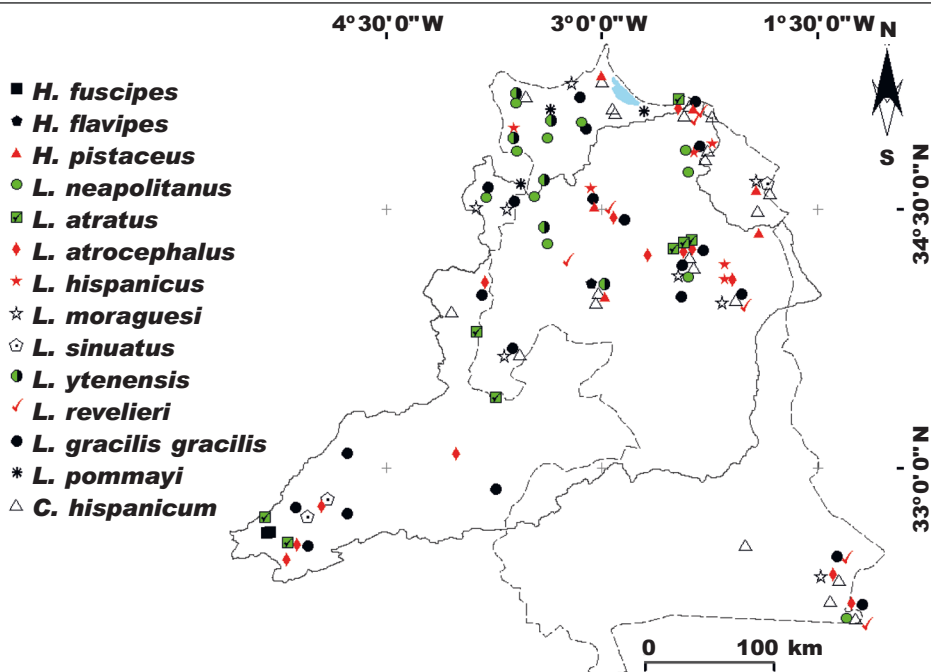 4°30'0"W 3°0'0"W 1°30'0"W N
S
H. fuscipes
H. flavipes
H. pistaceus
L. neapolitanus
L. atratus
L. atrocephalus
L. hispanicus
L. moraguesi
L. sinuatus
L. ytenensis
L. revelieri
L. gracilis gracilis
L. pommayi
C. hispanicum
34°30'0"N
33°0'0"N
0 100 km